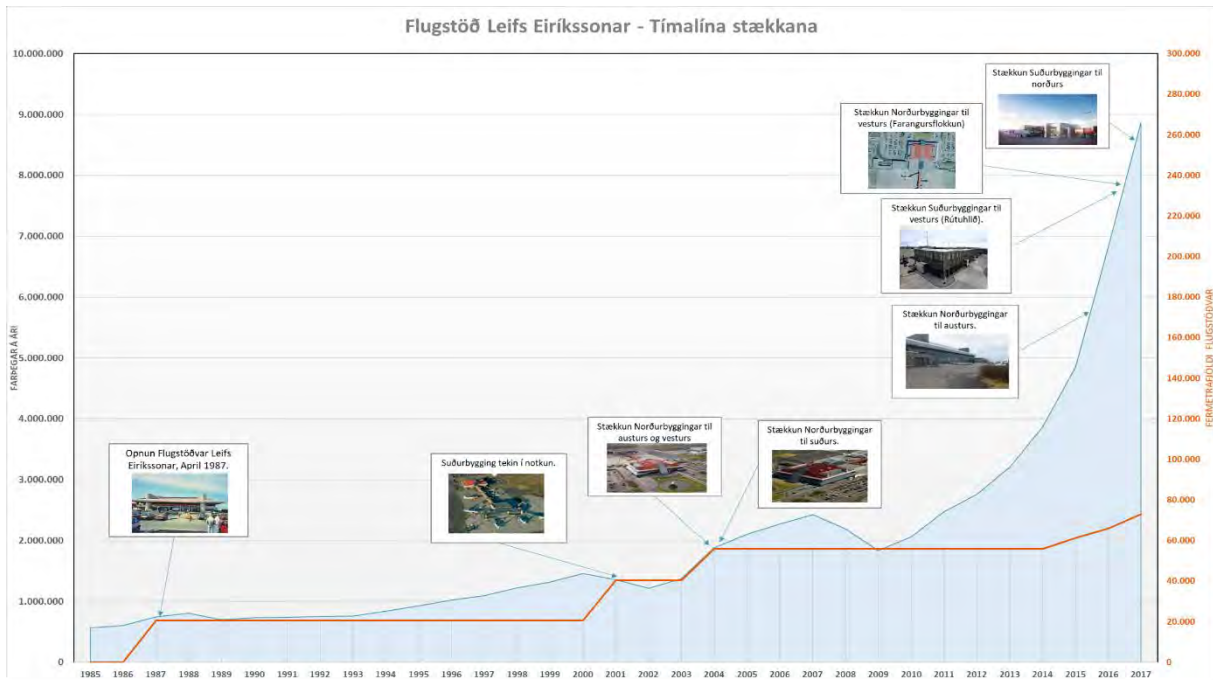 Flugstöð Leifs Eiríkssonar - Tímalína stækkana
10.000.000
9.000.000
8.000.000
7.000.000
6.000.000
5.000.000
4.000.000
3.000.000
2.000.000
1.000.000
0
FARÞEGAR Á ÁRI
Opnun Flugstöðvar Leifs
Eiríkssonar, April 1987.
Suðurbygging tekin í notkun.
Stækkun Norðurbyggingar til
austurs og vesturs
Stækkun Norðurbyggingar
til suðurs.
Stækkun Norðurbyggingar
til austurs.
Stækkun Suðurbyggingar til
vesturs (Rútuhlið).
Stækkun Norðurbyggingar til
vesturs (Farangursflokkun)
Stækkun Suðurbyggingar til
norðurs
300.000
280.000
260.000
240.000
220.000
200.000
180.000
160.000
140.000
120.000
100.000
80.000
60.000
40.000
20.000
0
FERMETRAFJÖLDI FLUGSTÖÐVAR
1985 1986 1987 1988 1989 1990 1991 1992 1993 1994 1995 1996 1997 1998 1999 2000 2001 2002 2003 2004 2005 2006 2007 2008 2009 2010 2011 2012 2013 2014 2015 2016 2017